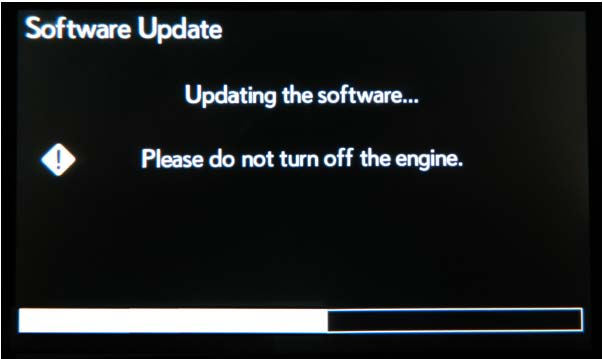 Software Update
Updating the software...
Please do not turn off the engine.